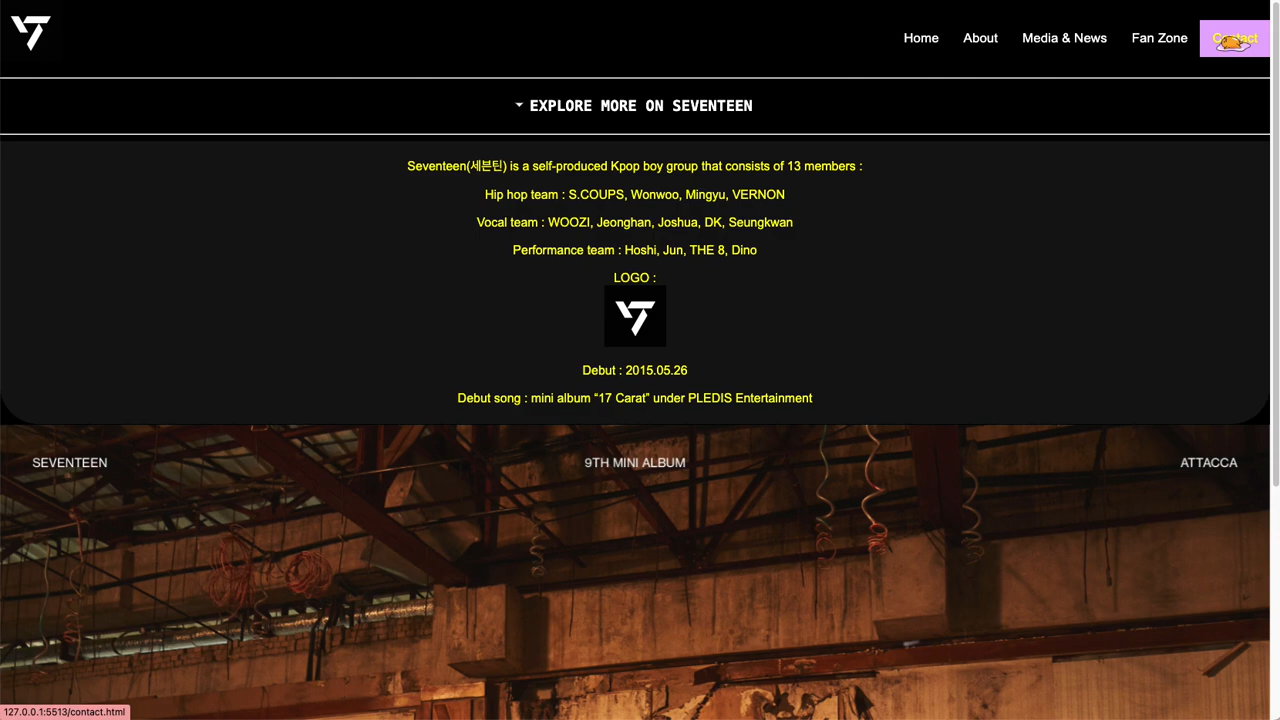 Home About Media & News Fan Zone Contact
EXPLORE MORE ON SEVENTEEN
Seventeen(세븐틴) is a self-produced Kpop boy group that consists of 13 members :
Hip hop team : S.COUPS, Wonwoo, Mingyu, VERNON
Vocal team : WOOZI, Jeonghan, Joshua, DK, Seungkwan
Performance team : Hoshi, Jun, THE 8, Dino
LOGO :
Debut : 2015.05.26
Debut song : mini album “17 Carat” under PLEDIS Entertainment
SEVENTEEN 9TH MINI ALBUM ATTACCA
127.0.0.1:5513/contact.html